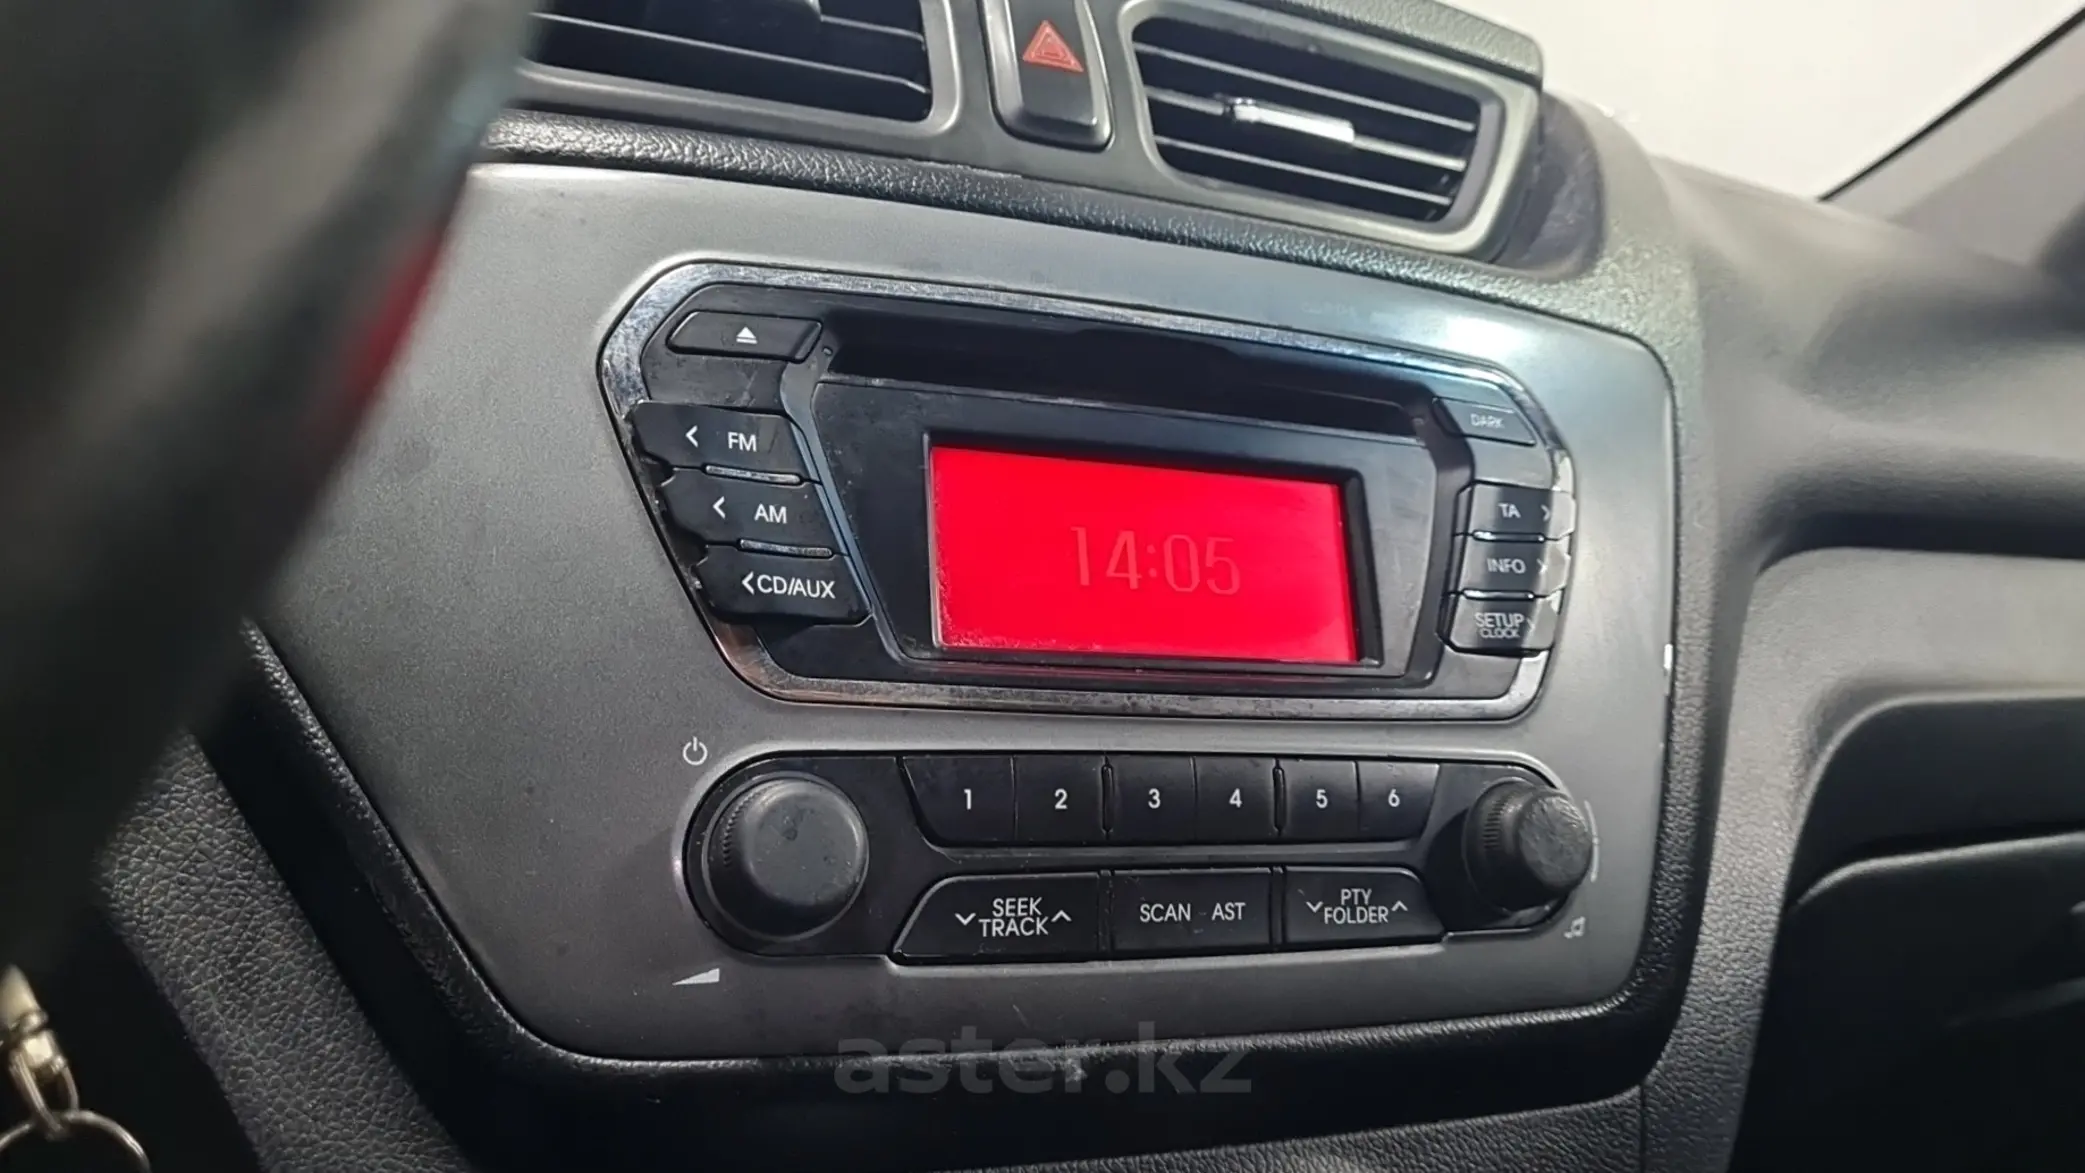 DARK
FM
TA
AM
INFO
14:05
CD/AUX
SETUP
CLOCK
1 2 3 4 5 6
SEEK
TRACK
SCAN AST
PTY
FOLDER
aster.kz